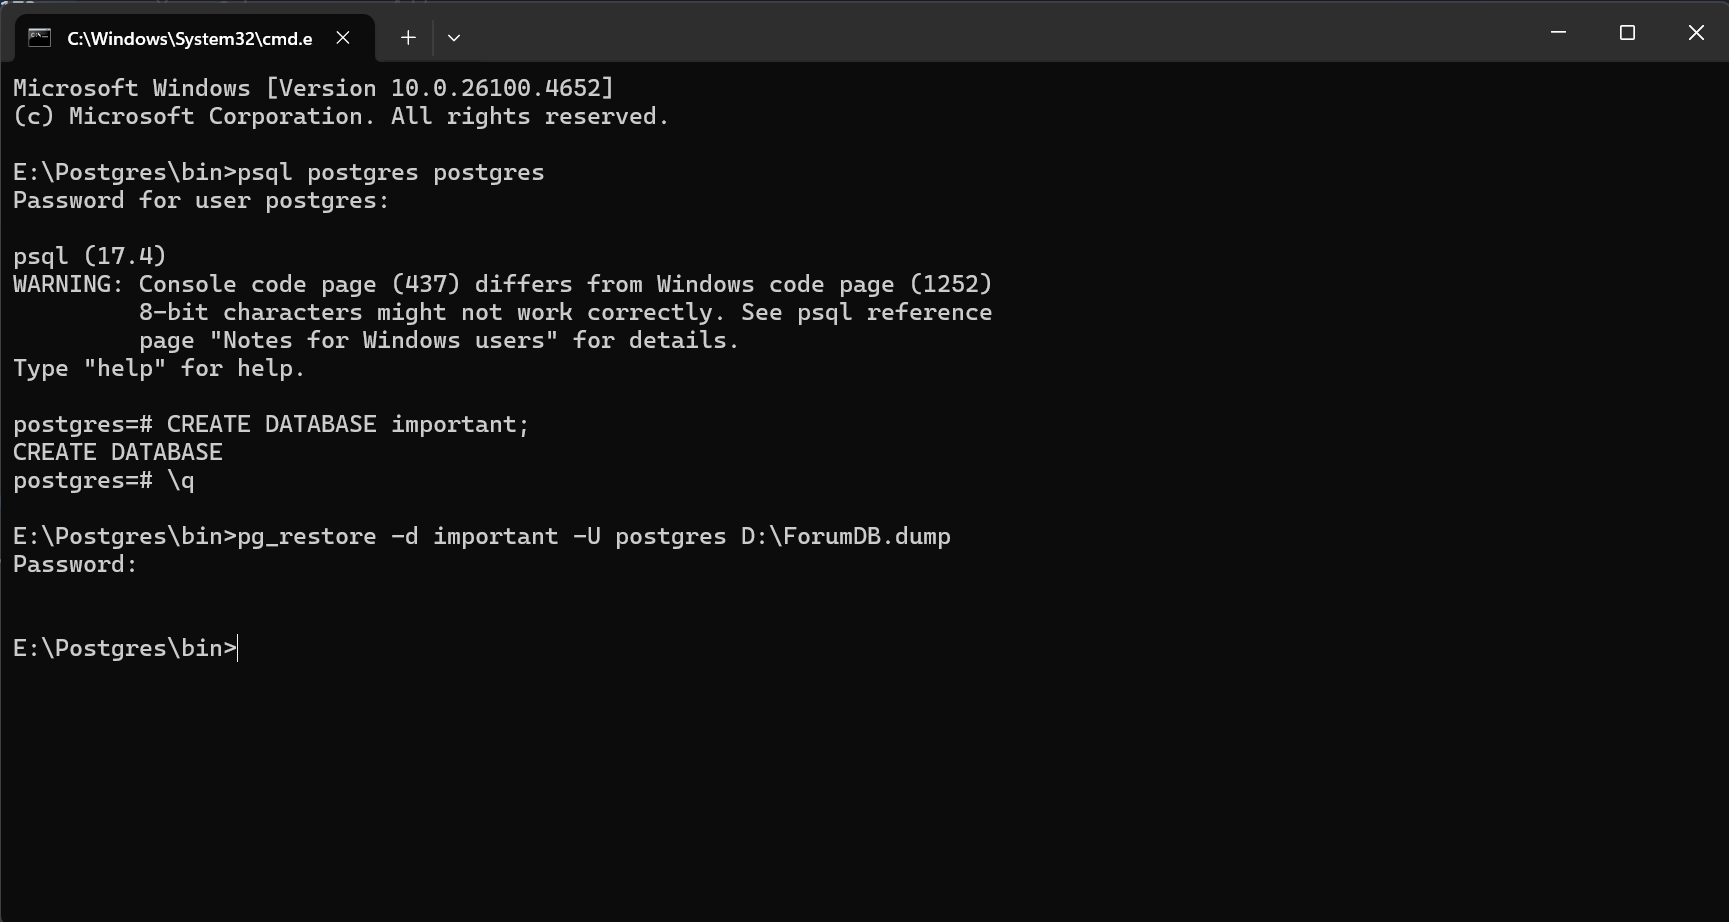 C:\Windows\System32\cmd.e
Microsoft Windows [Version 10.0.26100.4652]
(c) Microsoft Corporation. All rights reserved.
E:\Postgres\bin>psql postgres postgres
Password for user postgres:
psql (17.4)
WARNING: Console code page (437) differs from Windows code page (1252)
8-bit characters might not work correctly. See psql reference
page "Notes for Windows users" for details.
Type "help" for help.
postgres=# CREATE DATABASE important;
CREATE DATABASE
postgres=# \q
E:\Postgres\bin>pg_restore -d important -U postgres D:\ForumDB.dump
Password:
E:\Postgres\bin>